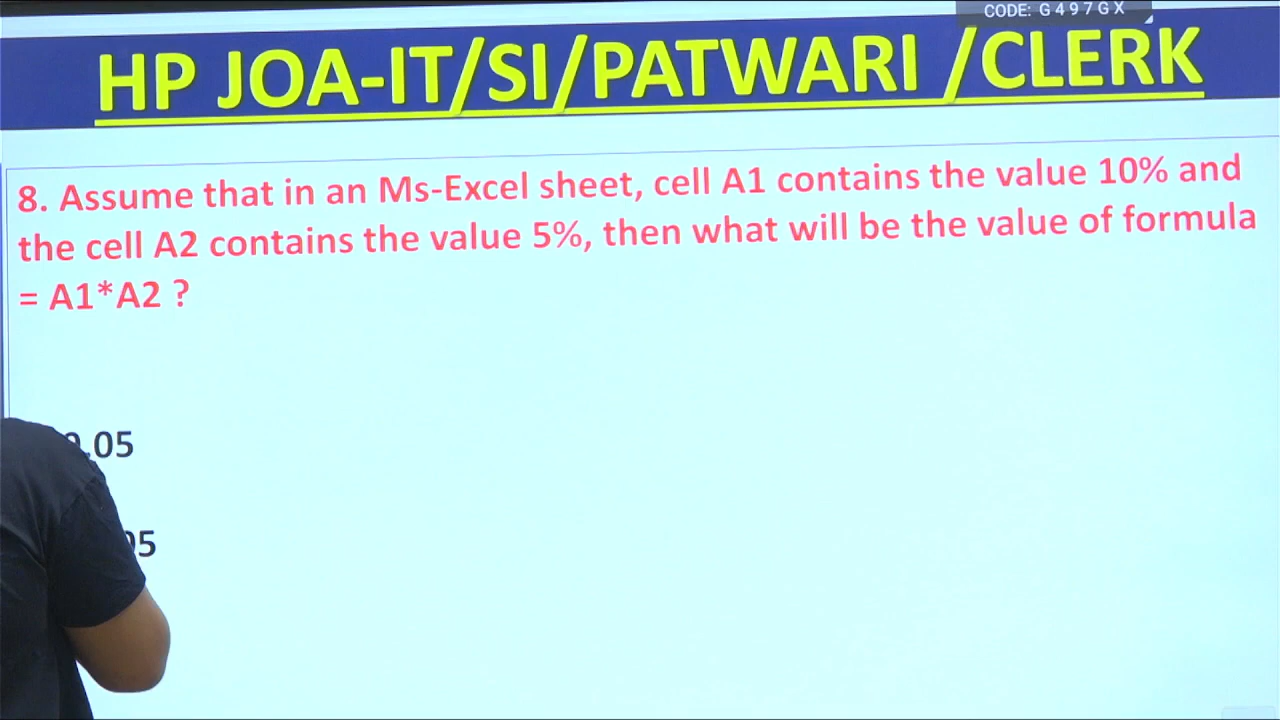 CODE: G 4 9 7 G X
HP JOA-IT/SI/PATWARI /CLERK
8. Assume that in an Ms-Excel sheet, cell A1 contains the value 10% and
the cell A2 contains the value 5%, then what will be the value of formula
= A1*A2 ?
.05
5